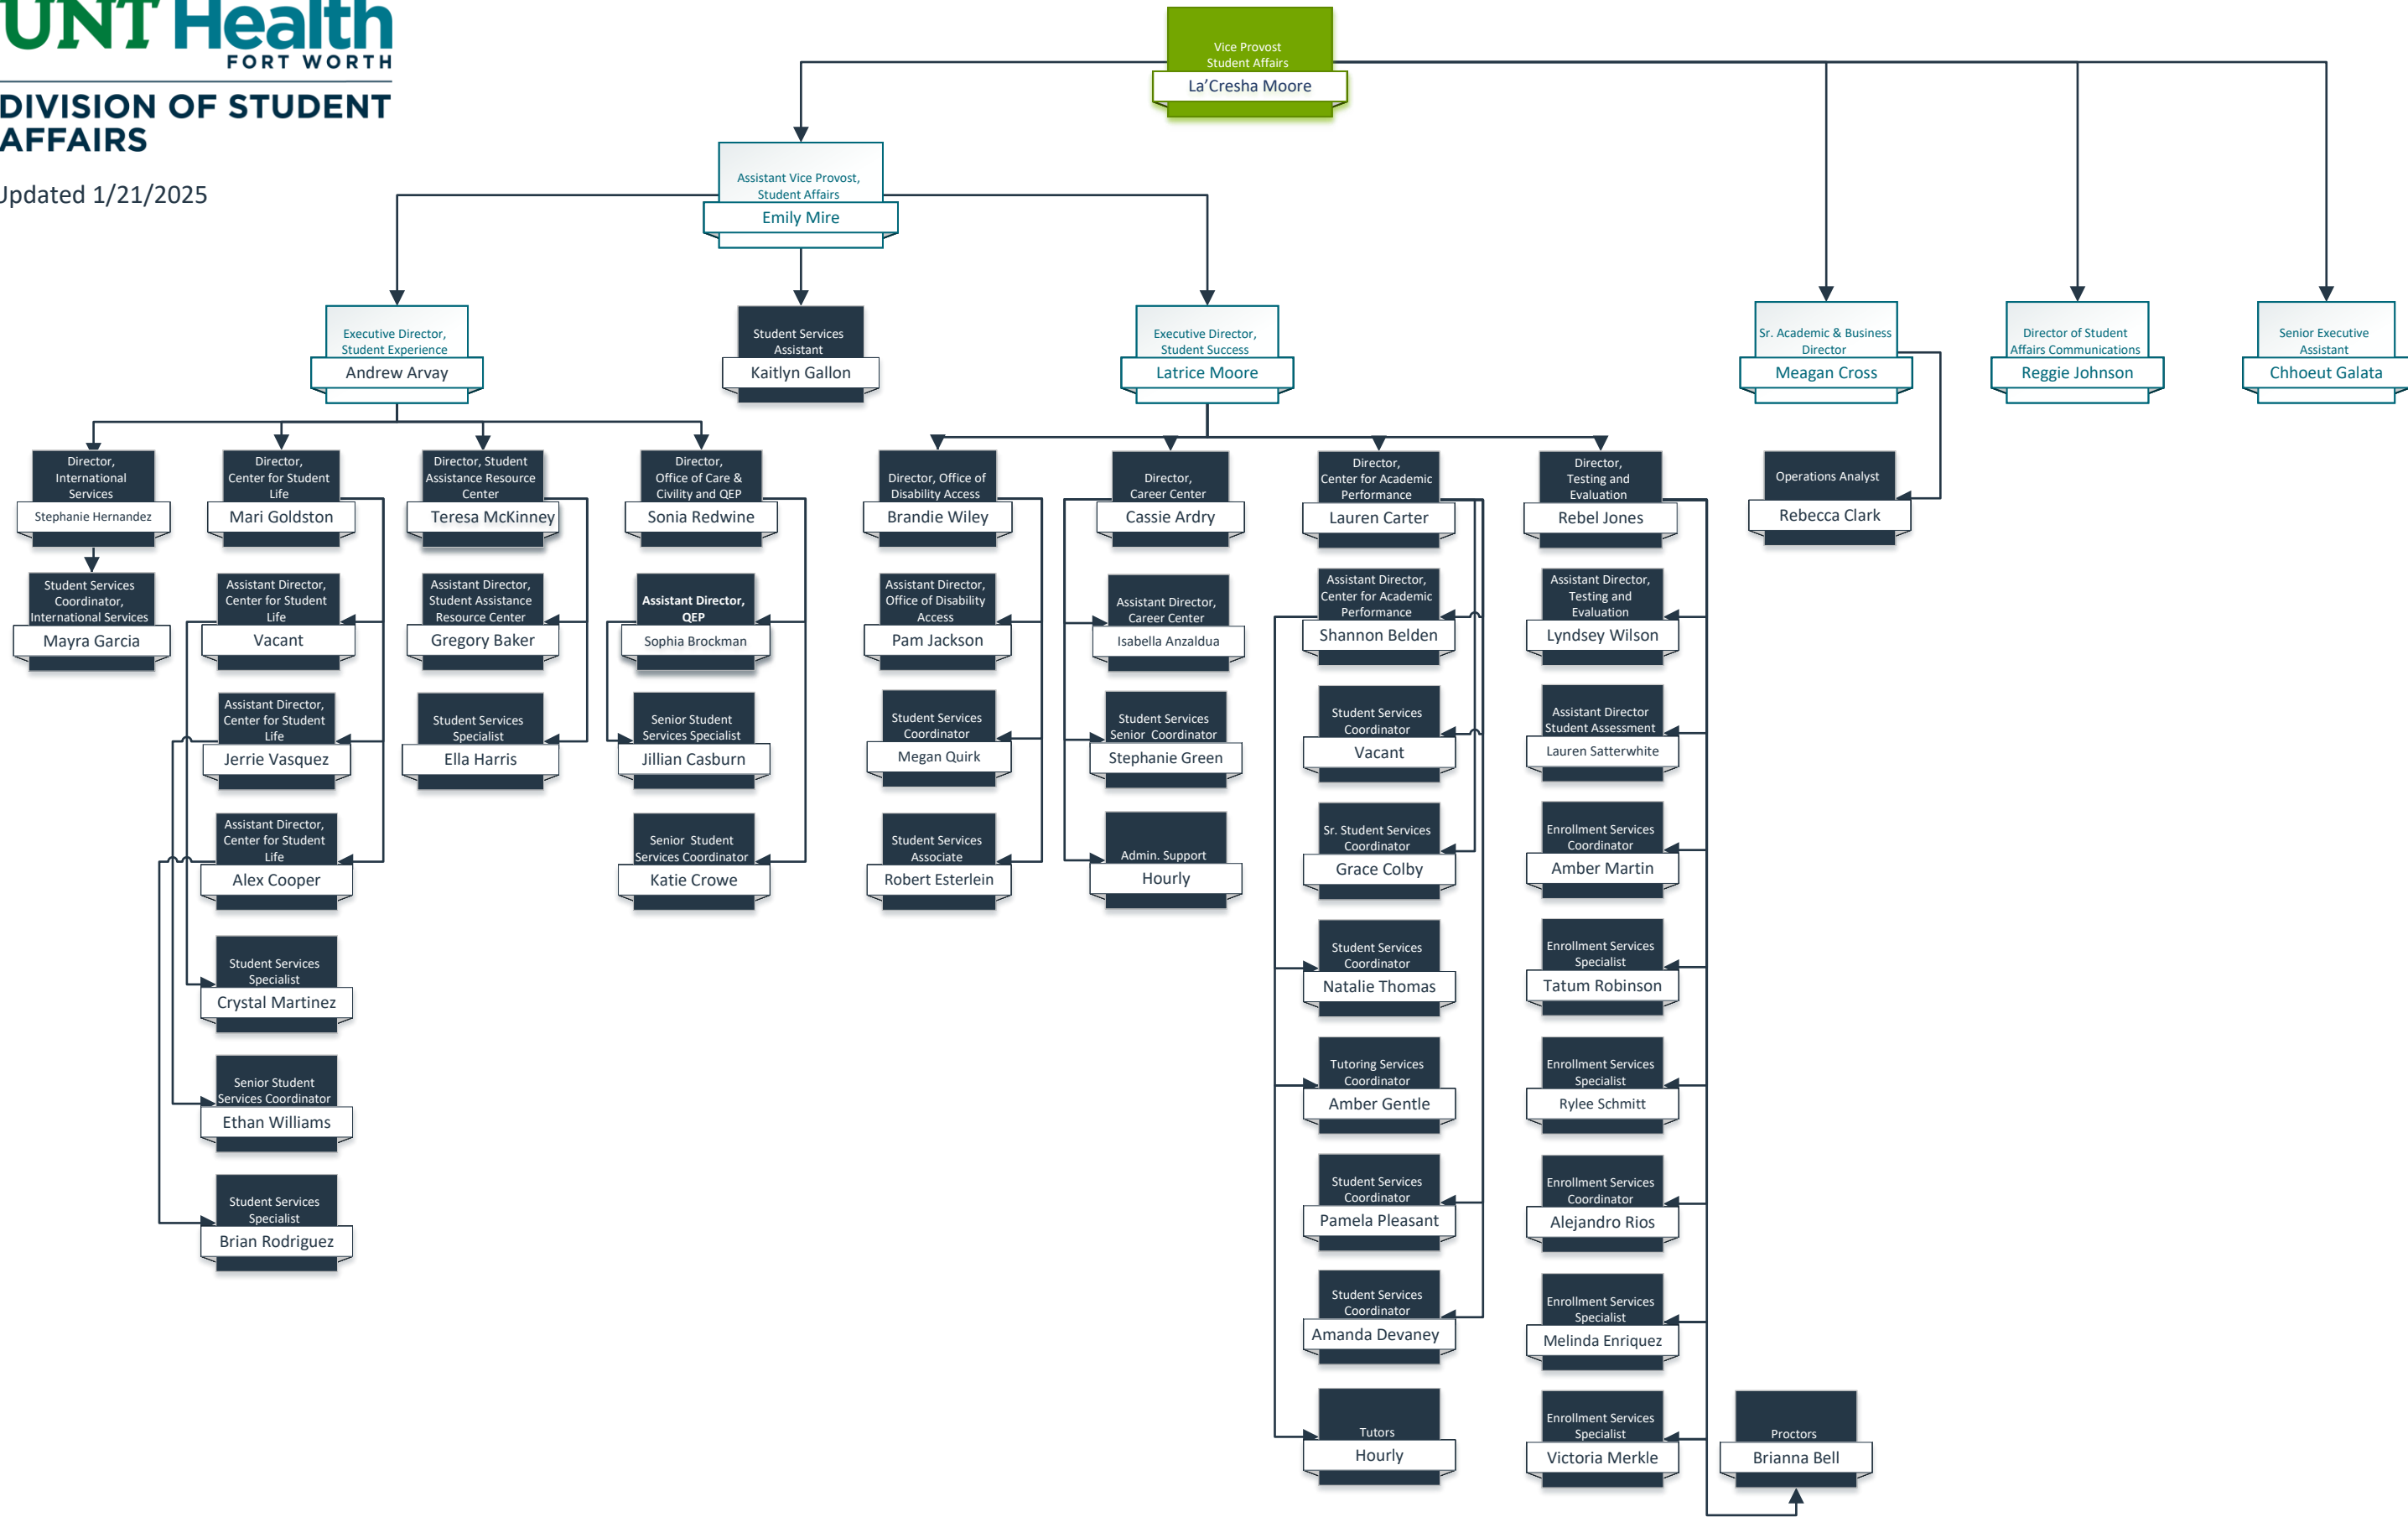 UNT Health
FORT WORTH
DIVISION OF STUDENT
AFFAIRS
Updated 1/21/2025
Vice Provost
Student Affairs
La'Cresha Moore
Assistant Vice Provost,
Student Affairs
Emily Mire
Executive Director,
Student Experience
Andrew Arvay
Student Services
Assistant
Kaitlyn Gallon
Executive Director,
Student Success
Latrice Moore
Sr. Academic & Business
Director
Meagan Cross
Director of Student
Affairs Communications
Reggie Johnson
Senior Executive
Assistant
Chhoeut Galata
Director,
International
Services
Stephanie Hernandez
Director,
Center for Student
Life
Mari Goldston
Director, Student
Assistance Resource
Center
Teresa McKinney
Director,
Office of Care &
Civility and QEP
Sonia Redwine
Director, Office of
Disability Access
Brandie Wiley
Director,
Career Center
Cassie Ardry
Director,
Center for Academic
Performance
Lauren Carter
Director,
Testing and
Evaluation
Rebel Jones
Operations Analyst
Rebecca Clark
Student Services
Coordinator,
International Services
Mayra Garcia
Assistant Director,
Center for Student
Life
Vacant
Assistant Director,
Student Assistance
Resource Center
Gregory Baker
Assistant Director,
QEP
Sophia Brockman
Assistant Director,
Office of Disability
Access
Pam Jackson
Assistant Director,
Career Center
Isabella Anzaldua
Assistant Director,
Center for Academic
Performance
Shannon Belden
Assistant Director,
Testing and
Evaluation
Lyndsey Wilson
Assistant Director,
Center for Student
Life
Jerrie Vasquez
Student Services
Specialist
Ella Harris
Senior Student
Services Specialist
Jillian Casburn
Student Services
Coordinator
Megan Quirk
Student Services
Senior  Coordinator
Stephanie Green
Student Services
Coordinator
Vacant
Assistant Director
Student Assessment
Lauren Satterwhite
Assistant Director,
Center for Student
Life
Alex Cooper
Senior  Student
Services Coordinator
Katie Crowe
Student Services
Associate
Robert Esterlein
Admin. Support
Hourly
Sr. Student Services
Coordinator
Grace Colby
Enrollment Services
Coordinator
Amber Martin
Student Services
Specialist
Crystal Martinez
Student Services
Coordinator
Natalie Thomas
Enrollment Services
Specialist
Tatum Robinson
Senior Student
Services Coordinator
Ethan Williams
Tutoring Services
Coordinator
Amber Gentle
Enrollment Services
Specialist
Rylee Schmitt
Student Services
Specialist
Brian Rodriguez
Student Services
Coordinator
Pamela Pleasant
Enrollment Services
Coordinator
Alejandro Rios
Student Services
Coordinator
Amanda Devaney
Enrollment Services
Specialist
Melinda Enriquez
Tutors
Hourly
Enrollment Services
Specialist
Victoria Merkle
Proctors
Brianna Bell